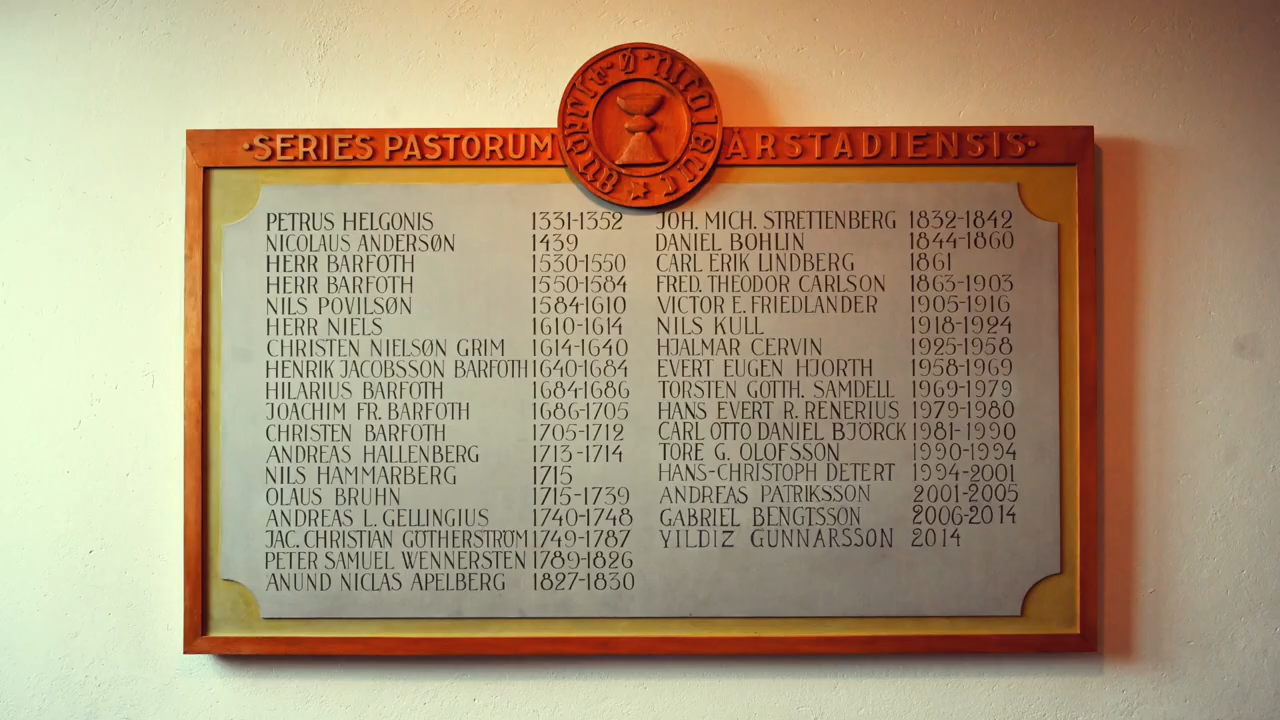 ·SERIES PASTORUM ÄRSTADIENSIS·
PETRUS HELGONIS 1331-1352
NICOLAUS ANDERSØN 1439
HERR BARFOTH 1530-1550
HERR BARFOTH 1550-1584
NILS POVILSØN 1584-1610
HERR NIELS 1610-1614
CHRISTEN NIELSØN GRIM 1614-1640
HENRIK JACOBSSON BARFOTH 1640-1684
HILARIUS BARFOTH 1684-1686
JOACHIM FR. BARFOTH 1686-1705
CHRISTEN BARFOTH 1705-1712
ANDREAS HALLENBERG 1713-1714
NILS HAMMARBERG 1715
OLAUS BRUHN 1715-1739
ANDREAS L. GELLINGIUS 1740-1748
JAC. CHRISTIAN GÖTHERSTRÖM 1749-1787
PETER SAMUEL WENNERSTEN 1789-1826
ANUND NICLAS APELBERG 1827-1830
JOH. MICH. STRETTENBERG 1832-1842
DANIEL BOHLIN 1844-1860
CARL ERIK LINDBERG 1861
FRED. THEODOR CARLSON 1863-1903
VICTOR E. FRIEDLANDER 1905-1916
NILS KULL 1918-1924
HJALMAR CERVIN 1925-1958
EVERT EUGEN HJORTH 1958-1969
TORSTEN GOTH. SAMDELL 1969-1979
HANS EVERT R. RENERIUS 1979-1980
CARL OTTO DANIEL BJÖRCK 1981-1990
TORE G. OLOFSSON 1990-1994
HANS-CHRISTOPH DETERT 1994-2001
ANDREAS PATRIKSSON 2001-2005
GABRIEL BENGTSSON 2006-2014
YILDIZ GUNNARSSON 2014